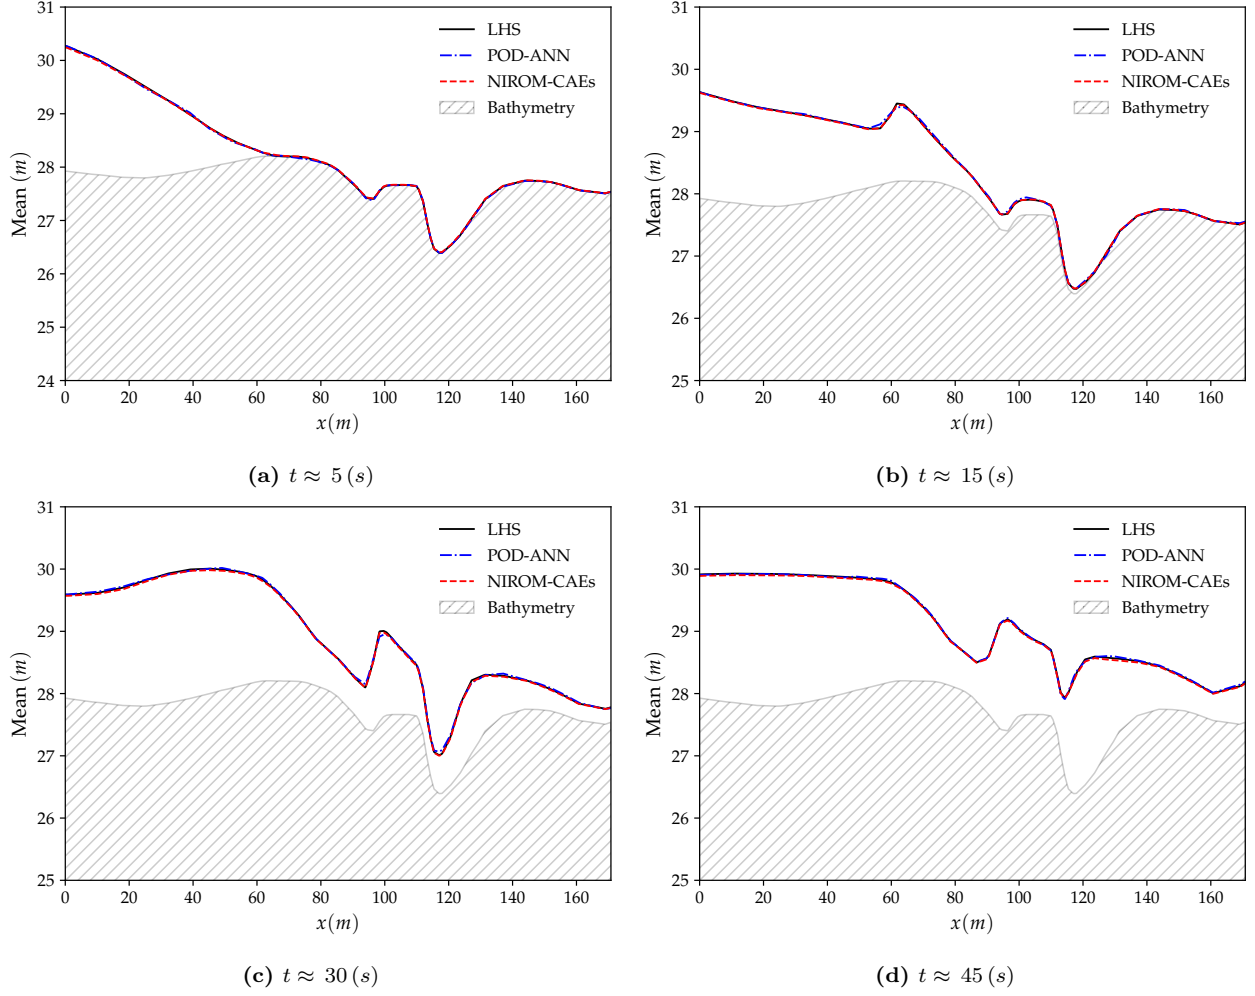 31
30
29
28
27
26
25
24
Mean (m)
0 20 40 60 80 100 120 140 160
x(m)
LHS
POD-ANN
NIROM-CAEs
Bathymetry
(a) t ≈ 5 (s)
31
30
29
28
27
26
25
Mean (m)
0 20 40 60 80 100 120 140 160
x(m)
LHS
POD-ANN
NIROM-CAEs
Bathymetry
(b) t ≈ 15 (s)
31
30
29
28
27
26
25
Mean (m)
0 20 40 60 80 100 120 140 160
x(m)
LHS
POD-ANN
NIROM-CAEs
Bathymetry
(c) t ≈ 30 (s)
31
30
29
28
27
26
25
Mean (m)
0 20 40 60 80 100 120 140 160
x(m)
LHS
POD-ANN
NIROM-CAEs
Bathymetry
(d) t ≈ 45 (s)